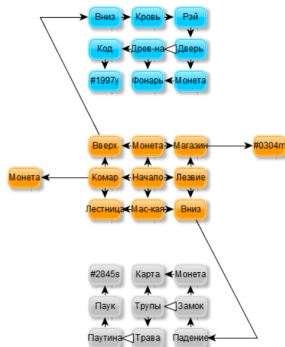 Вниз Кровь Рэй
Код Древ-на Дверь
#1997y Фонарь Монета
Вверх Монета Магазин #0304m
Монета Комар Начало Лезвие
Лестница Мас-кая Вниз
#2845s Карта Монета
Паук Трупы Замок
Паутина Трава Падение